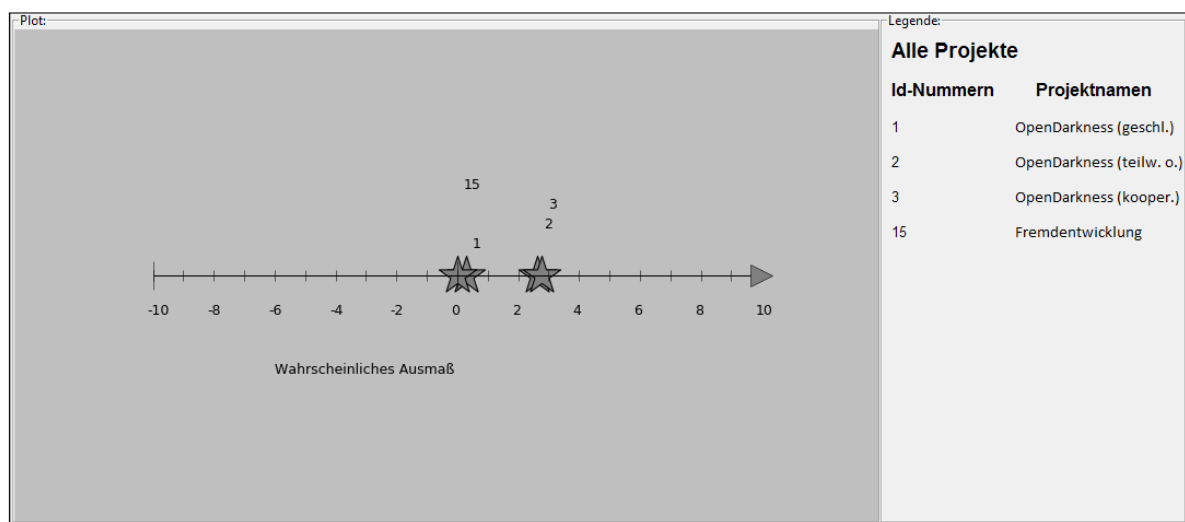 Plot:
15
3
2
1
-10 -8 -6 -4 -2 0 2 4 6 8 10
Wahrscheinliches Ausmaß
Legende:
Alle Projekte
Id-Nummern Projektnamen
1 OpenDarkness (geschl.)
2 OpenDarkness (teilw. o.)
3 OpenDarkness (kooper.)
15 Fremdentwicklung